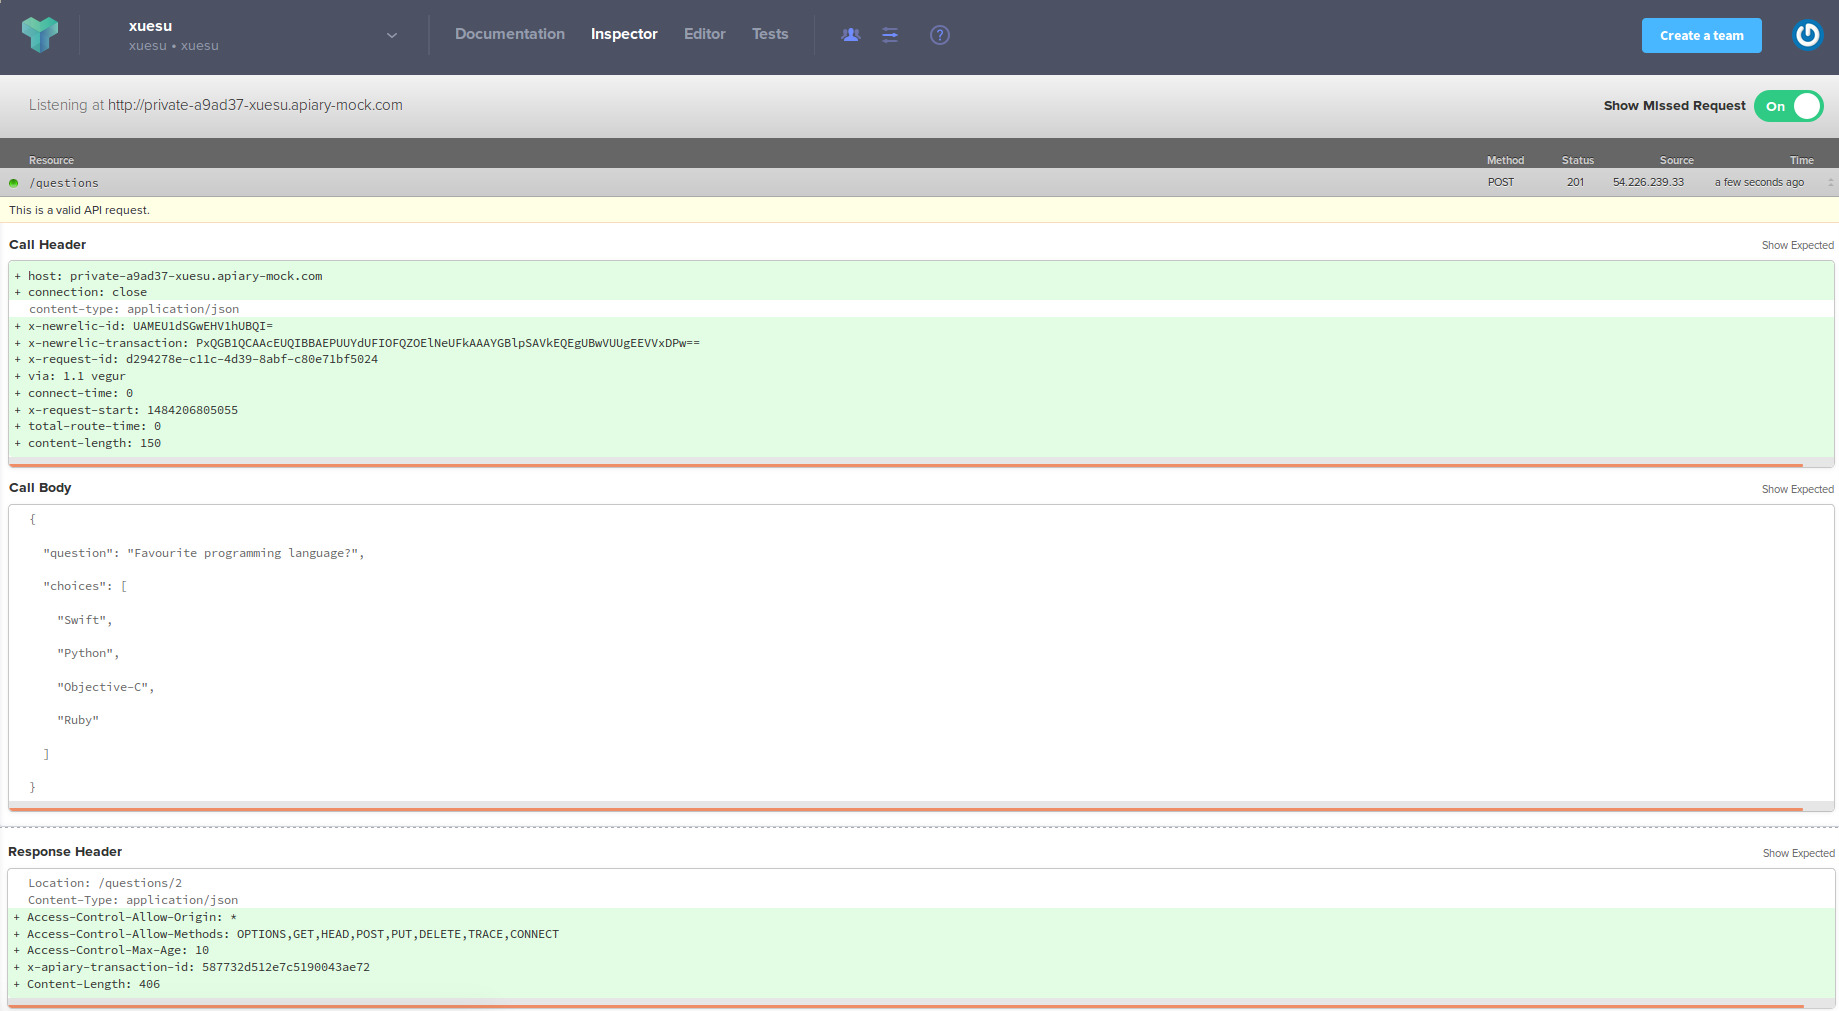 xuesu
xuesu • xuesu
Documentation
Inspector
Editor
Tests
?
Create a team
Listening at http://private-a9ad37-xuesu.apiary-mock.com
Show Missed Request
On
Resource
Method
Status
Source
Time
/questions
POST
201
54.226.239.33
a few seconds ago
This is a valid API request.
Call Header
Show Expected
+ host: private-a9ad37-xuesu.apiary-mock.com
+ connection: close
content-type: application/json
+ x-newrelic-id: UAMEU1dSGwEHV1hUBQI=
+ x-newrelic-transaction: PxQGB1QCAAcEUQIBBAEPUUYdUFIOFQZOElNeUFkAAAYGBlpSAVkEQEgUBwVUUgEEVVxDPw==
+ x-request-id: d294278e-c11c-4d39-8abf-c80e71bf5024
+ via: 1.1 vegur
+ connect-time: 0
+ x-request-start: 1484206805055
+ total-route-time: 0
+ content-length: 150
Call Body
Show Expected
{
"question": "Favourite programming language?",
"choices": [
"Swift",
"Python",
"Objective-C",
"Ruby"
]
}
Response Header
Show Expected
Location: /questions/2
Content-Type: application/json
+ Access-Control-Allow-Origin: *
+ Access-Control-Allow-Methods: OPTIONS,GET,HEAD,POST,PUT,DELETE,TRACE,CONNECT
+ Access-Control-Max-Age: 10
+ x-apiary-transaction-id: 587732d512e7c5190043ae72
+ Content-Length: 406